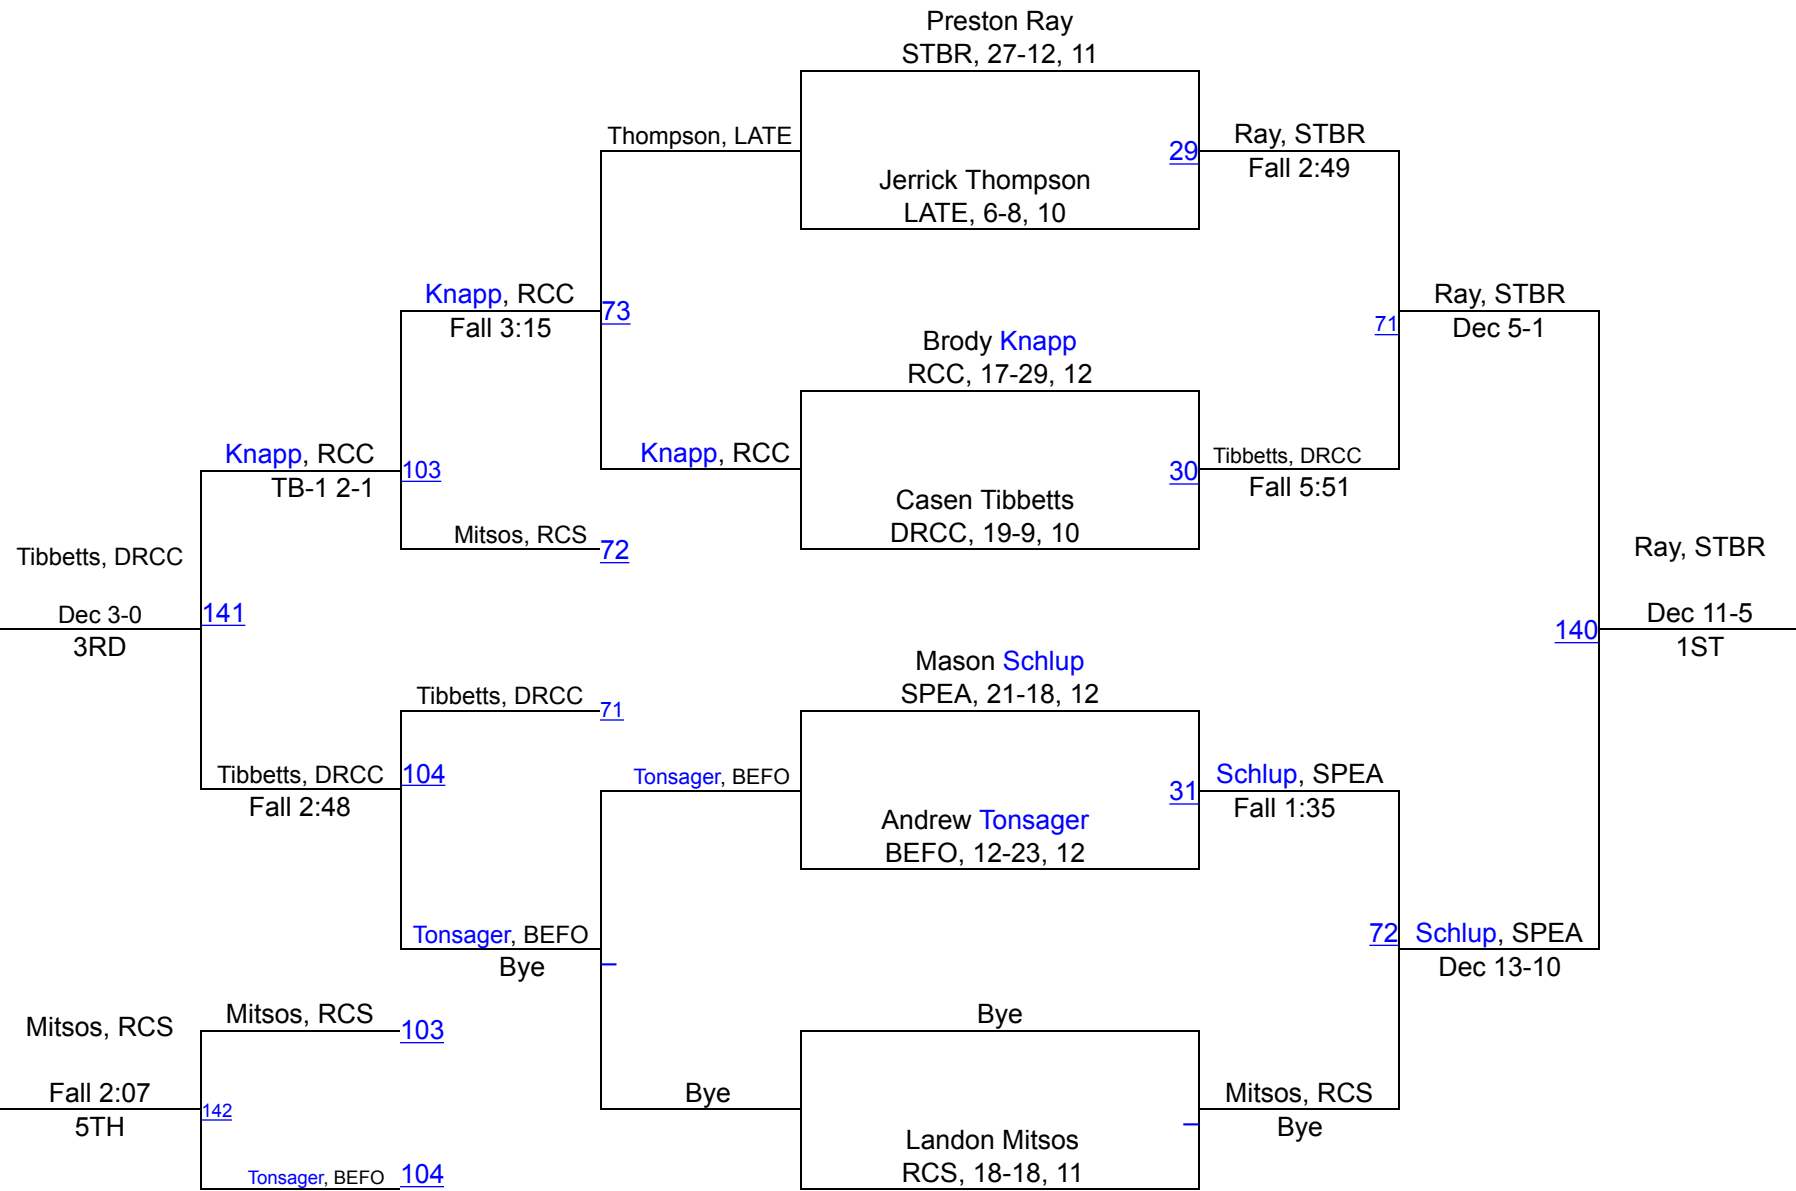 Preston Ray
STBR, 27-12, 11
Thompson, LATE
29
Ray, STBR
Fall 2:49
Jerrick Thompson
LATE, 6-8, 10
Knapp, RCC
Fall 3:15
73
Ray, STBR
Dec 5-1
71
Brody Knapp
RCC, 17-29, 12
Knapp, RCC
TB-1 2-1
103
Knapp, RCC
30
Tibbetts, DRCC
Fall 5:51
Casen Tibbetts
DRCC, 19-9, 10
Mitsos, RCS
72
Tibbetts, DRCC
Dec 3-0
3RD
141
Ray, STBR
Dec 11-5
1ST
140
Mason Schlup
SPEA, 21-18, 12
Tibbetts, DRCC
71
Tibbetts, DRCC
Fall 2:48
104
Tonsager, BEFO
31
Schlup, SPEA
Fall 1:35
Andrew Tonsager
BEFO, 12-23, 12
Tonsager, BEFO
Bye
72
Schlup, SPEA
Dec 13-10
Mitsos, RCS
Fall 2:07
5TH
Mitsos, RCS
103
Bye
142
Bye
Mitsos, RCS
Bye
Landon Mitsos
RCS, 18-18, 11
Tonsager, BEFO
104